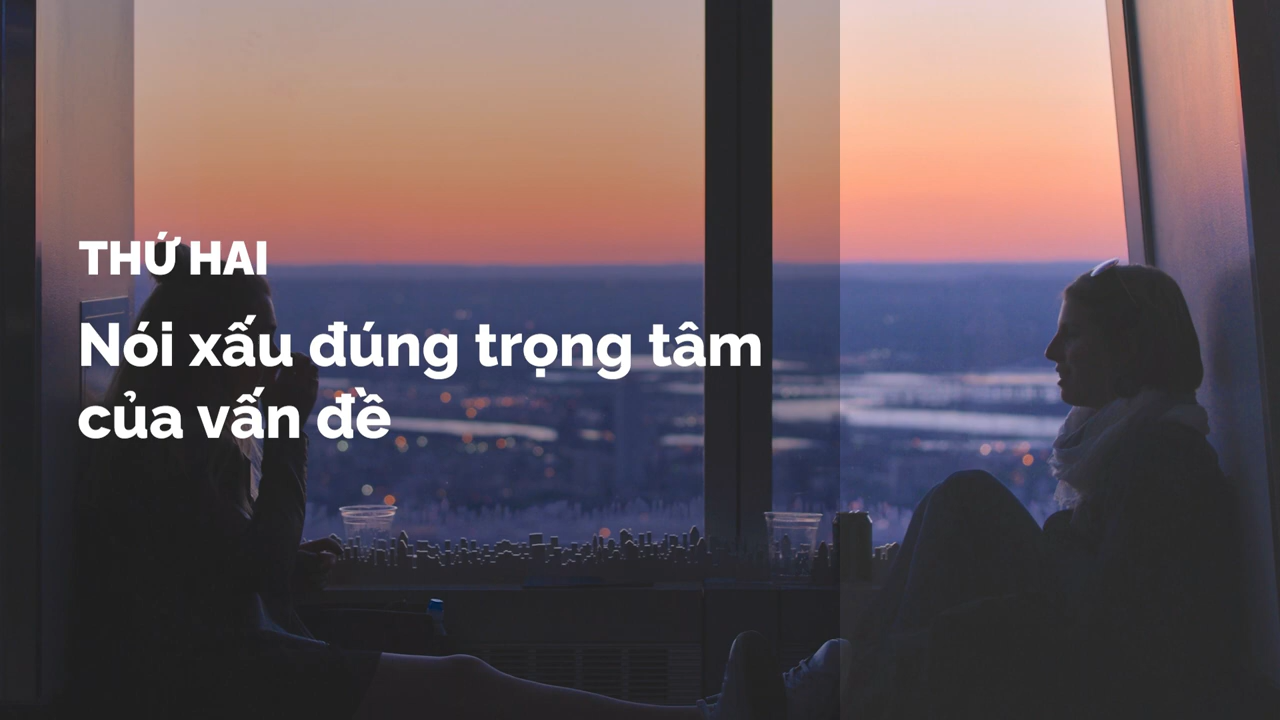 THỨ HAI
Nói xấu đúng trọng tâm
của vấn đề